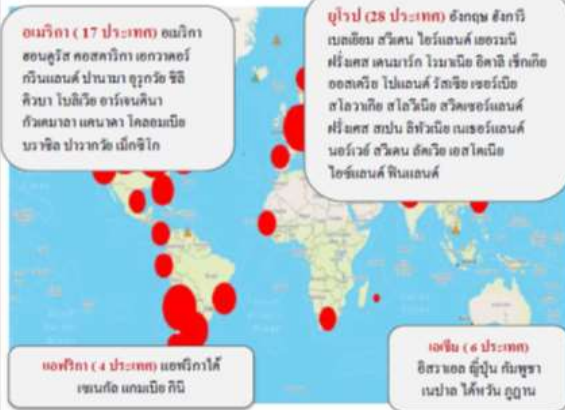 อเมริกา ( 17 ประเทศ) อเมริกา
ฮอนดูรัส คอสตาริกา เอกวาดอร์
กรีนแลนด์ ปานามา อุรุกวัย ชิลี
คิวบา โบลิเวีย อาร์เจนตินา
กัวเตมาลา แคนาดา โคลอมเบีย
บราซิล ปารากวัย เม็กซิโก
ยุโรป (28 ประเทศ) อังกฤษ ฮังการี
เบลเยียม สวีเดน ไอร์แลนด์ เยอรมนี
ฝรั่งเศส เดนมาร์ก โรมาเนีย อิตาลี เช็กเกีย
ออสเตรีย โปแลนด์ รัสเซีย เซอร์เบีย
สโลวาเกีย สโลวีเนีย สวิตเซอร์แลนด์
ฝรั่งเศส สเปน ลิทัวเนีย เนเธอร์แลนด์
นอร์เวย์ สวีเดน ลัตเวีย เอสโตเนีย
ไอซ์แลนด์ ฟินแลนด์
แอฟริกา ( 4 ประเทศ) แอฟริกาใต้
เซเนกัล แกมเบีย กินี
เอเชีย ( 6 ประเทศ)
อิสราเอล ญี่ปุ่น กัมพูชา
เนปาล ไต้หวัน ภูฏาน